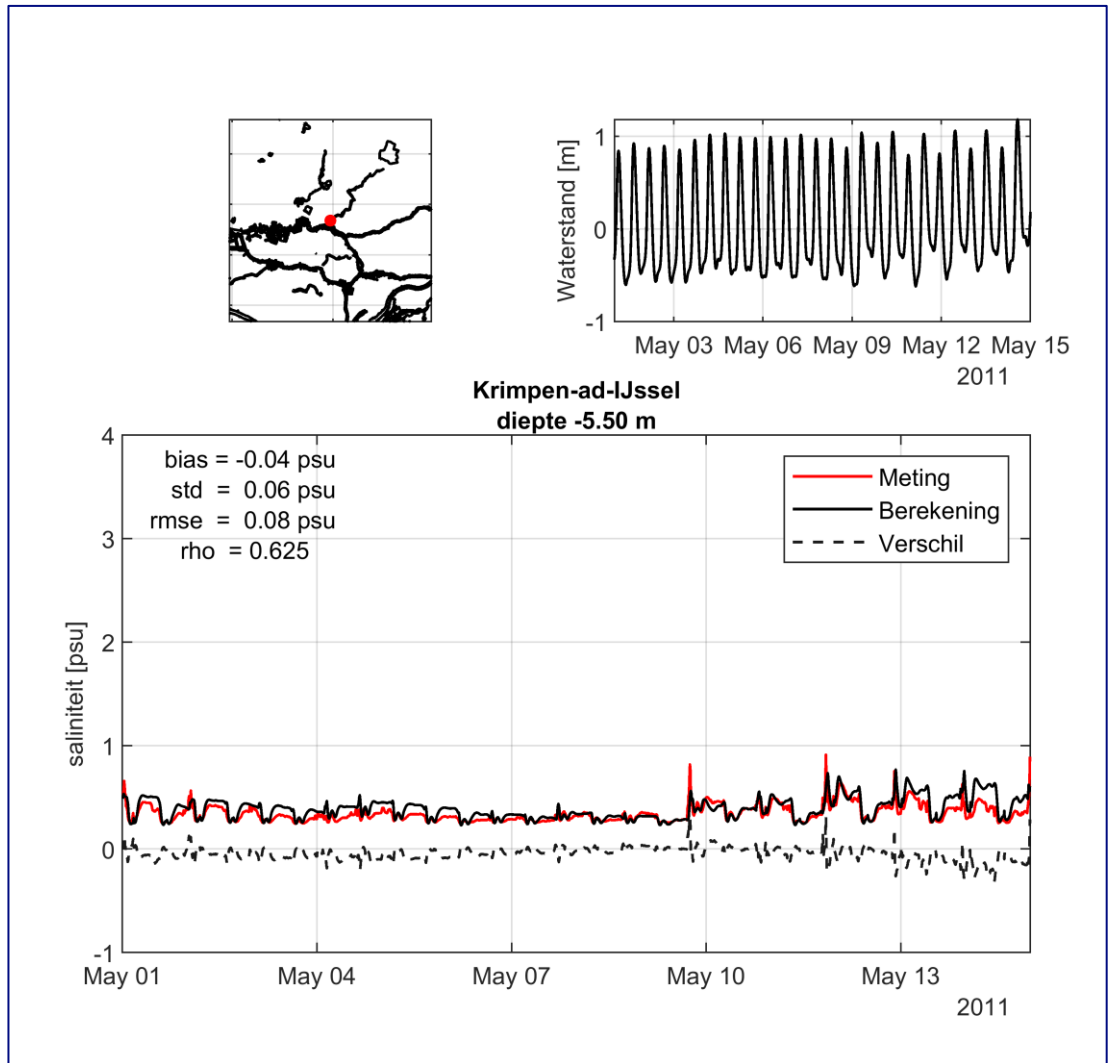 Waterstand [m]
1
0
-1
May 03 May 06 May 09 May 12 May 15
2011
Krimpen-ad-IJssel
diepte -5.50 m
saliniteit [psu]
4
3
2
1
0
-1
bias = -0.04 psu
std = 0.06 psu
rmse = 0.08 psu
rho = 0.625
Meting
Berekening
Verschil
May 01 May 04 May 07 May 10 May 13
2011